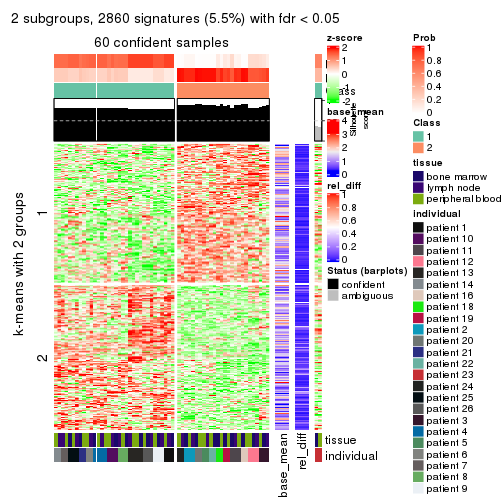 2 subgroups, 2860 signatures (5.5%) with fdr < 0.05
60 confident samples
k-means with 2 groups
1
2
base_mean
rel_diff
tissue
individual
z-score
2
1
0
-1
-2
Class
Silhouette
score
base_mean
4
3
2
1
0
rel_diff
1
0.8
0.6
0.4
0.2
0
Status (barplots)
confident
ambiguous
Prob
1
0.8
0.6
0.4
0.2
0
Class
1
2
tissue
bone marrow
lymph node
peripheral blood
individual
patient 1
patient 10
patient 11
patient 12
patient 13
patient 14
patient 16
patient 18
patient 19
patient 2
patient 20
patient 21
patient 22
patient 23
patient 24
patient 25
patient 26
patient 3
patient 4
patient 5
patient 6
patient 7
patient 8
patient 9